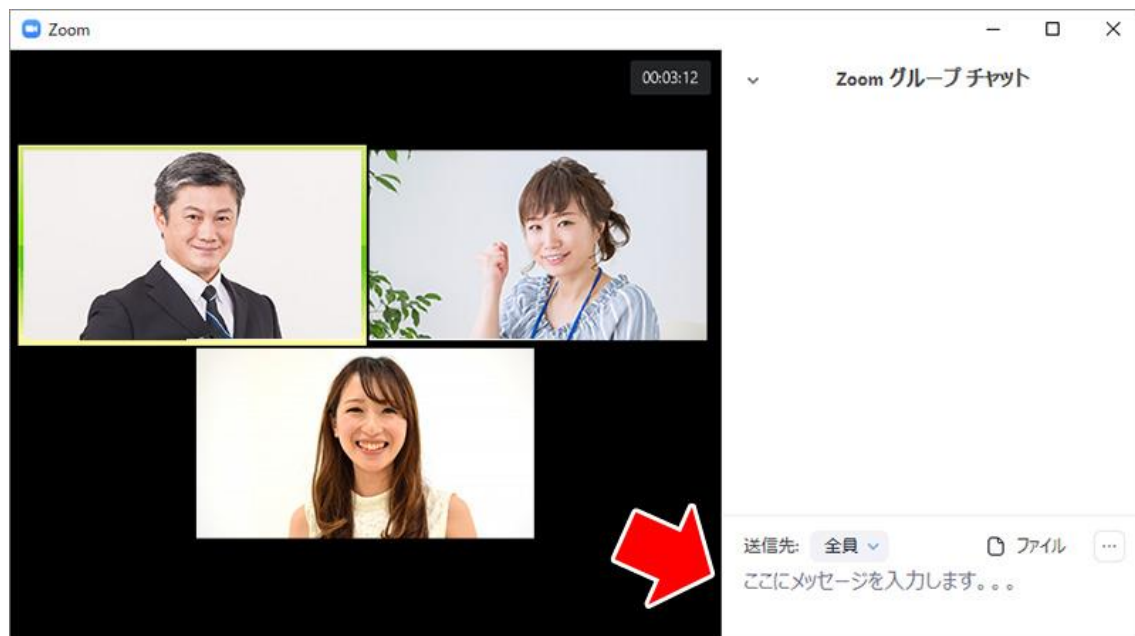 Zoom
00:03:12
Zoom グループ チャット
送信先: 全員 ファイル ...
ここにメッセージを入力します。。。